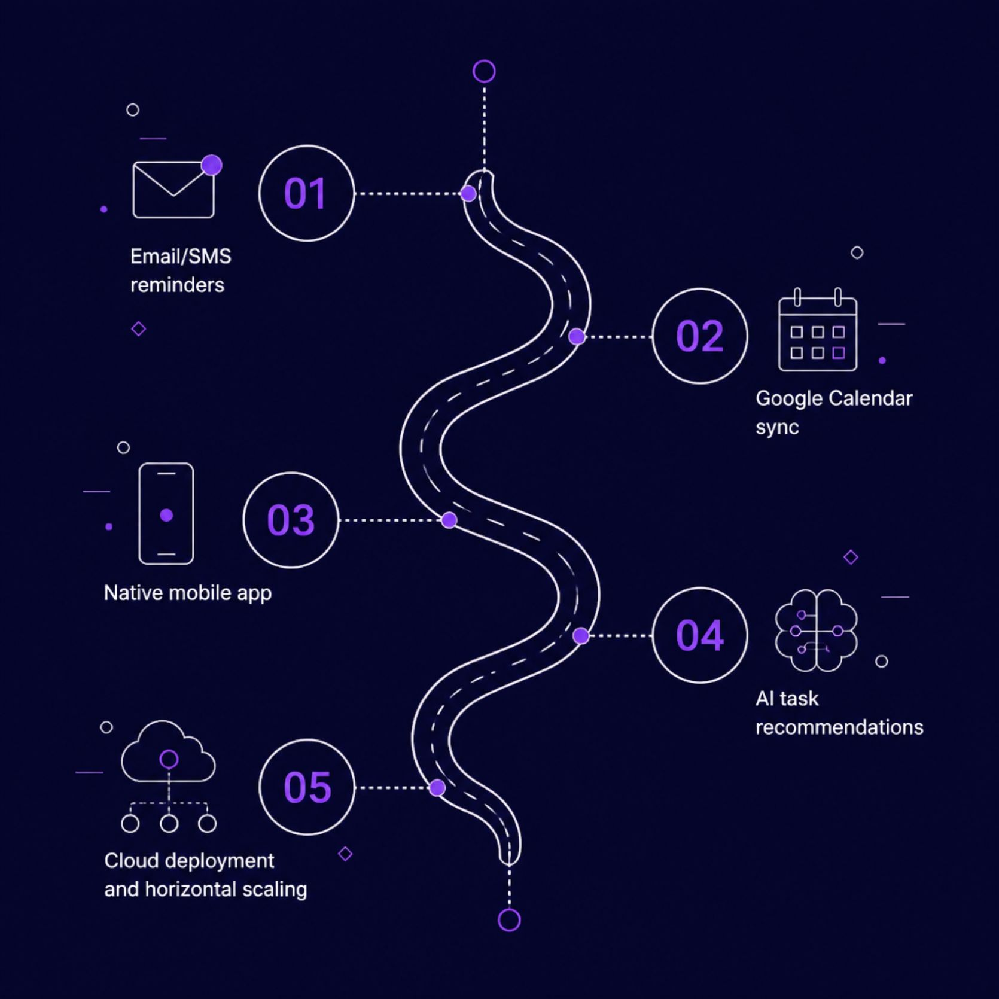 01
Email/SMS
reminders
02
Google Calendar
sync
03
Native mobile app
04
AI task
recommendations
05
Cloud deployment
and horizontal scaling